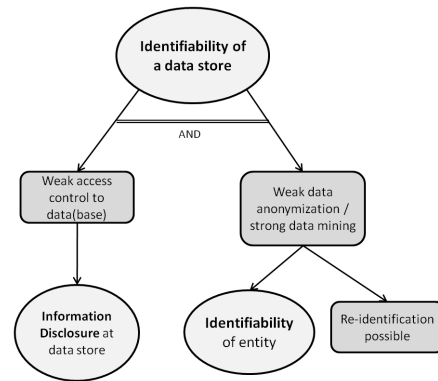 Identifiability of
a data store
AND
Weak access
control to
data(base)
Weak data
anonymization /
strong data mining
Information
Disclosure at
data store
Identifiability
of entity
Re-identification
possible